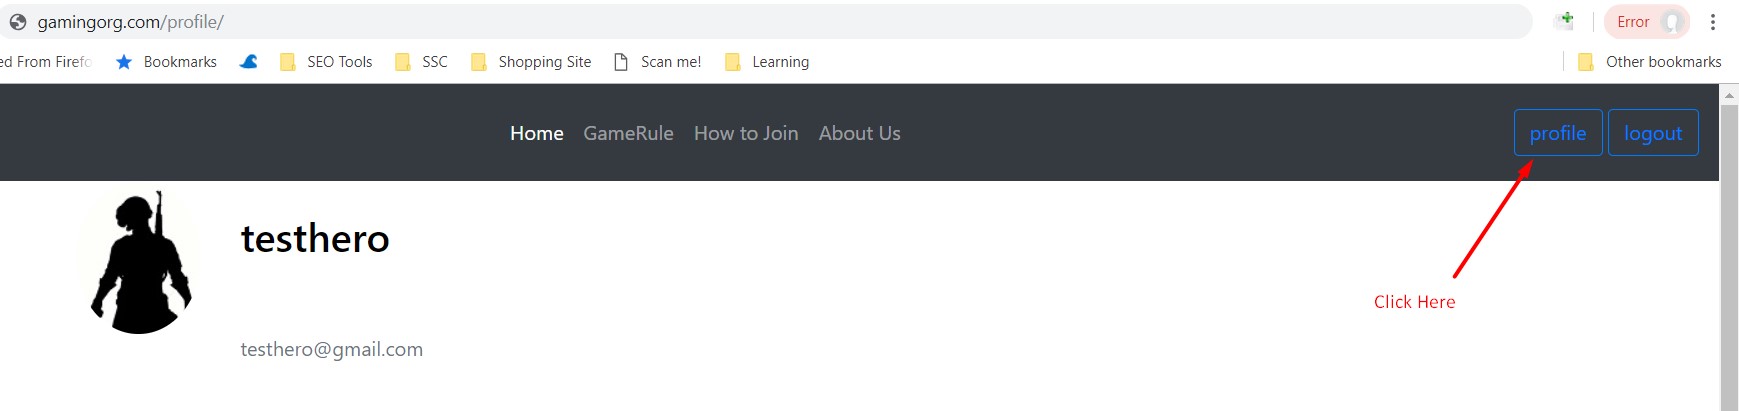 gamingorg.com/profile/
Error
ed From Firefo Bookmarks SEO Tools SSC Shopping Site Scan me! Learning Other bookmarks
Home GameRule How to Join About Us profile logout
testhero
Click Here
testhero@gmail.com